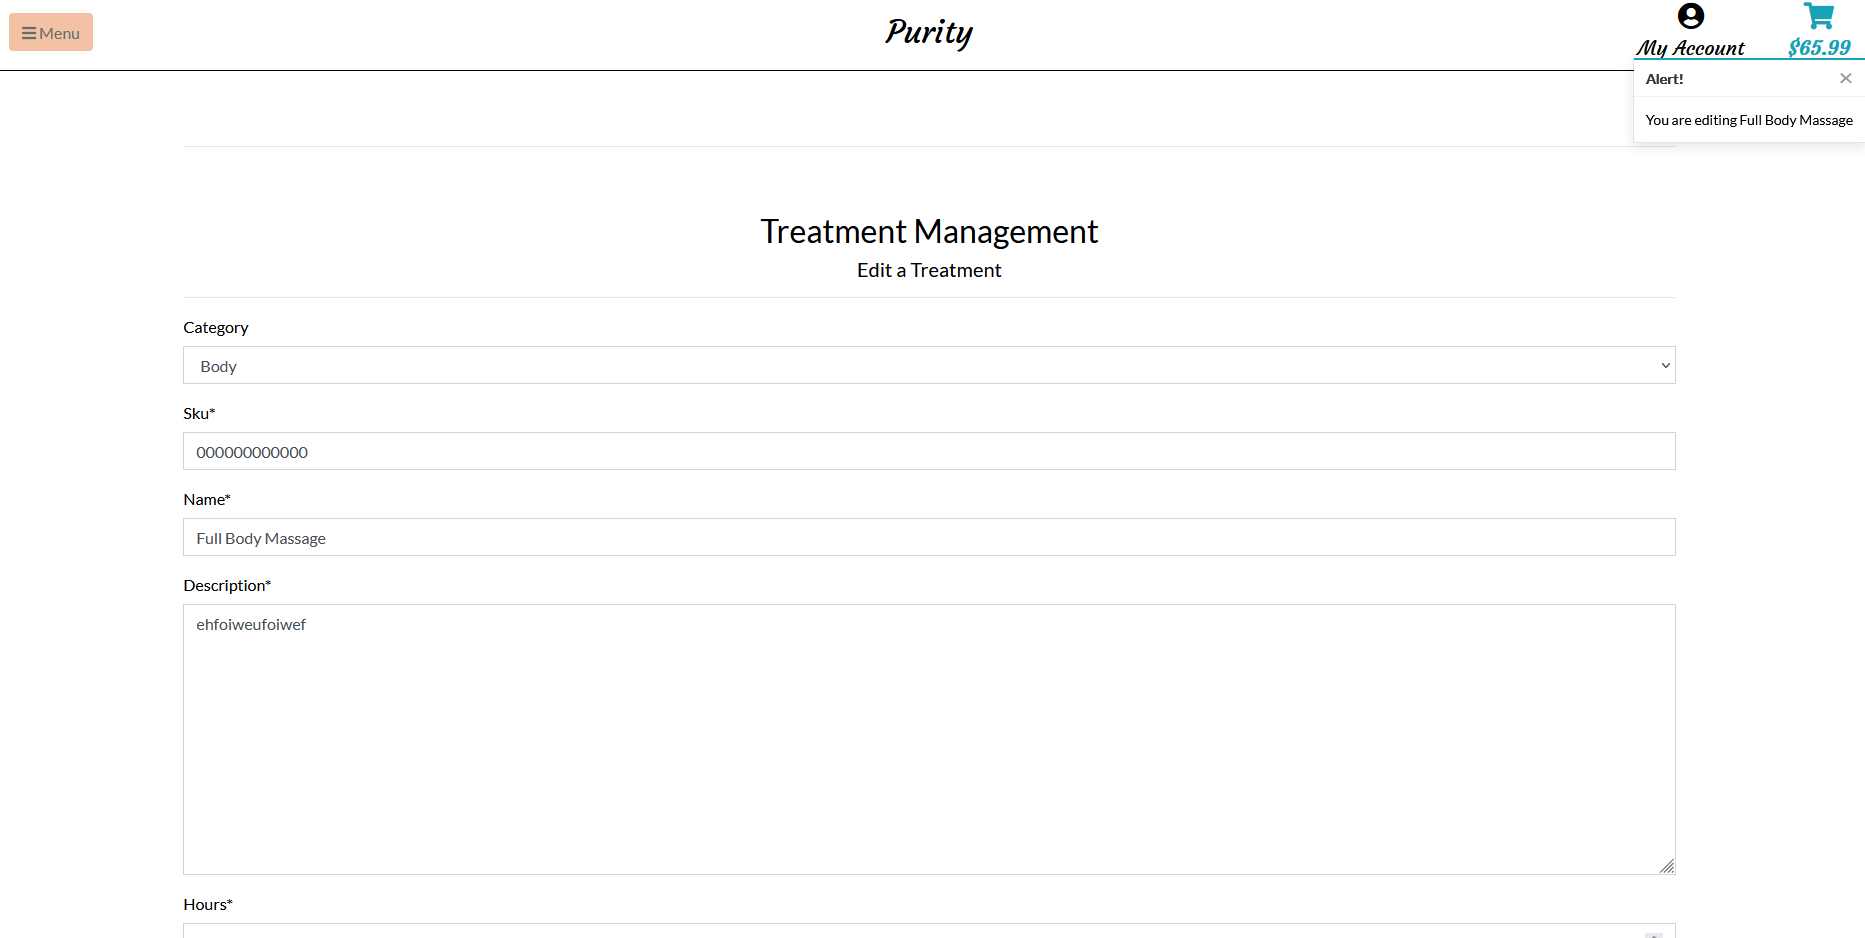 Menu
Purity
My Account
$65.99
Alert!
You are editing Full Body Massage
Treatment Management
Edit a Treatment
Category
Body
Sku*
000000000000
Name*
Full Body Massage
Description*
ehfoiweufoiwef
Hours*